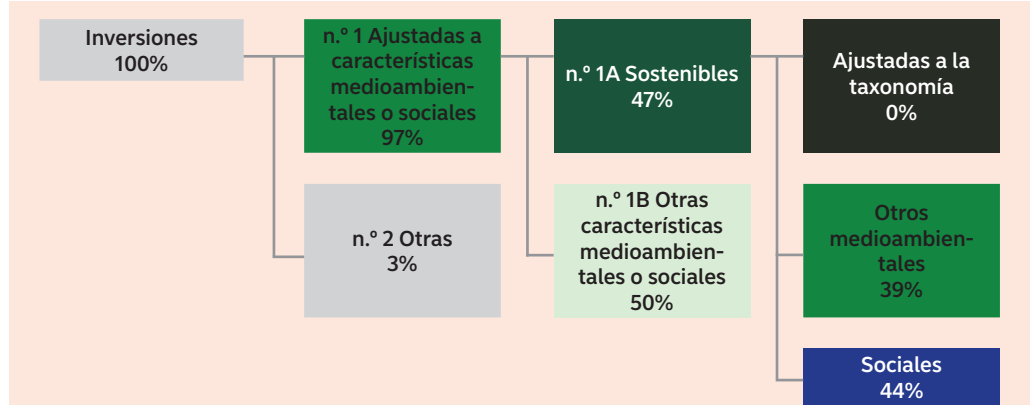 Inversiones
100%
n.º 1 Ajustadas a
características
medioambien-
tales o sociales
97%
n.º 2 Otras
3%
n.º 1A Sostenibles
47%
n.º 1B Otras
características
medioambien-
tales o sociales
50%
Ajustadas a la
taxonomía
0%
Otros
medioambien-
tales
39%
Sociales
44%